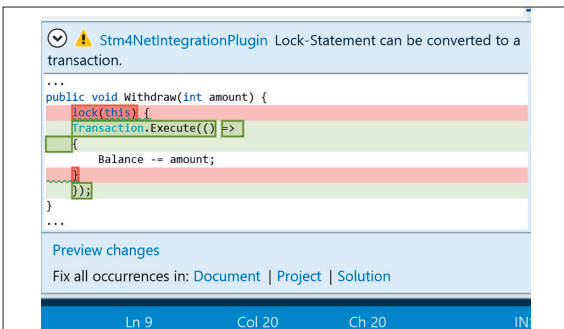 Stm4NetIntegrationPlugin Lock-Statement can be converted to a
transaction.
...
public void Withdraw(int amount) {
lock(this) {
Transaction.Execute(() =>
{
Balance -= amount;
}
});
}
...
Preview changes
Fix all occurrences in: Document | Project | Solution
Ln 9 Col 20 Ch 20